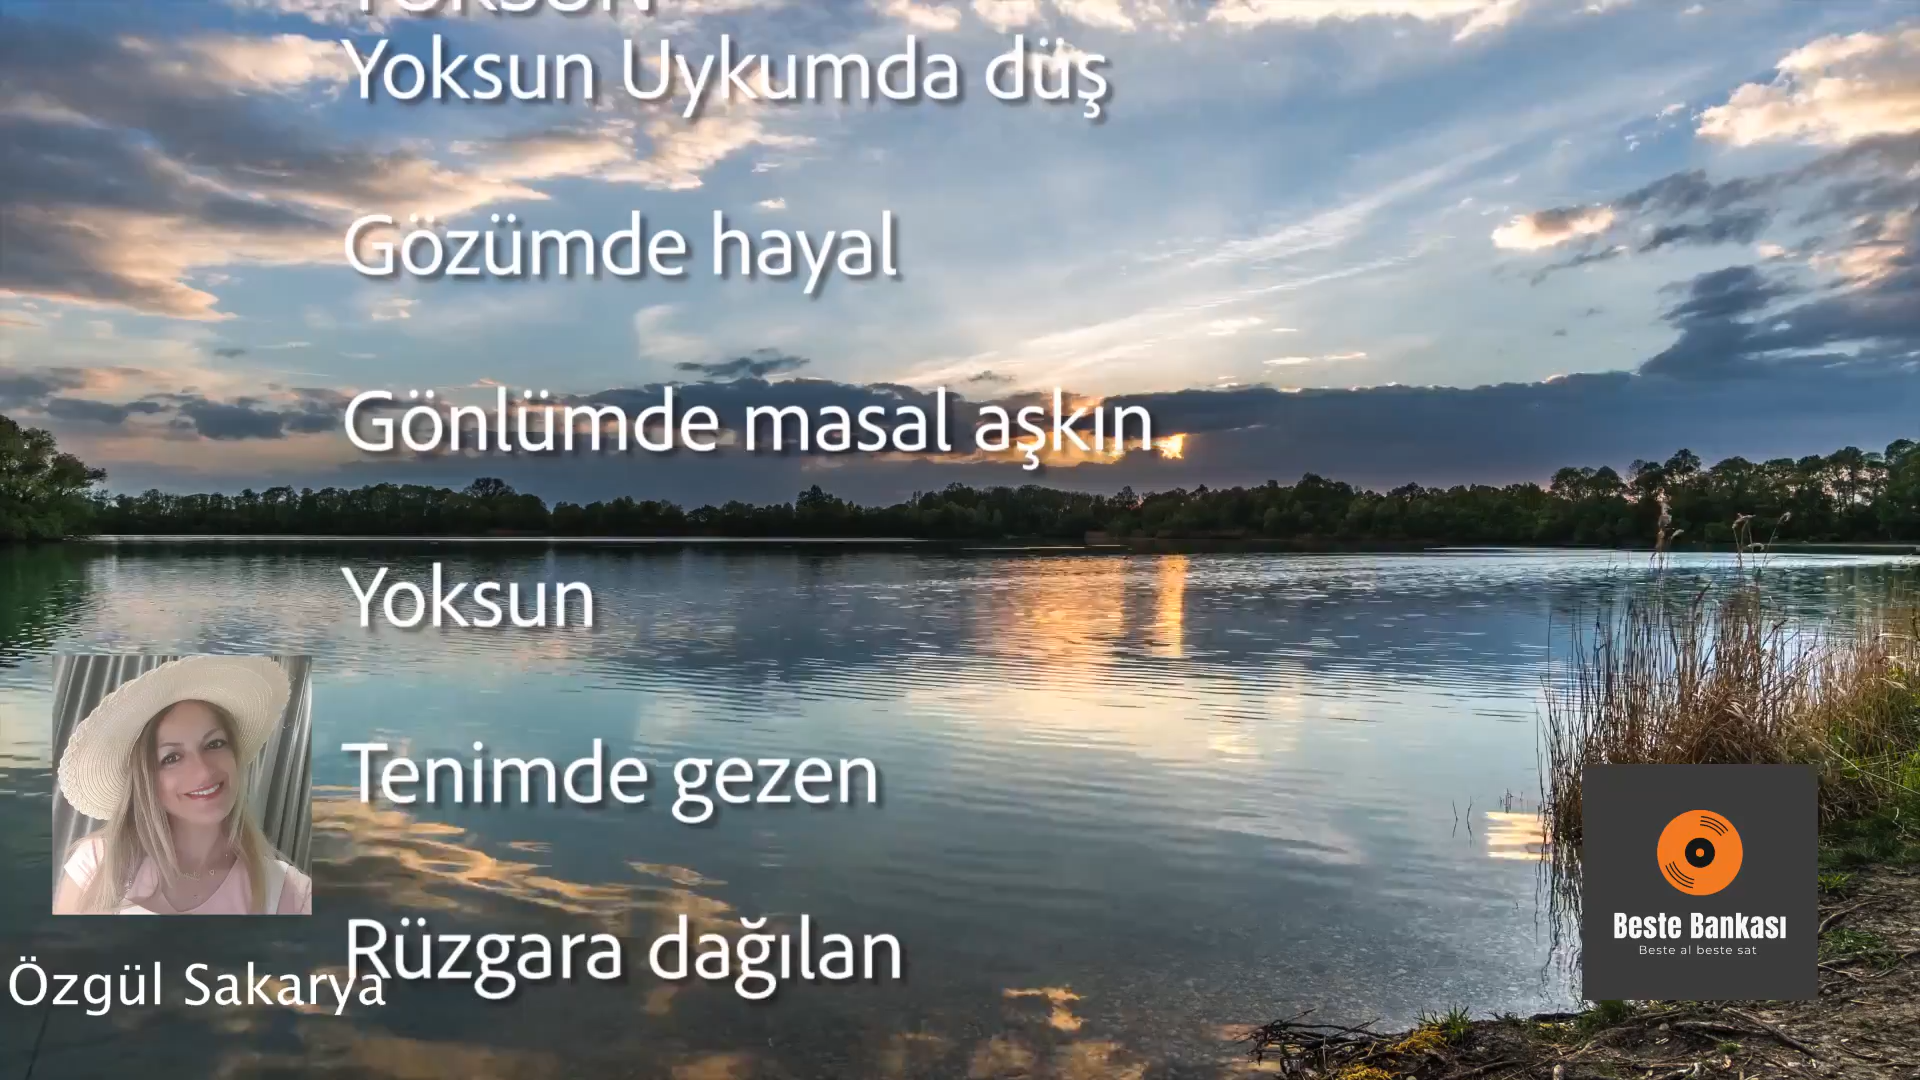 YOKSUN
Yoksun Uykumda düş
Gözümde hayal
Gönlümde masal aşkın
Yoksun
Tenimde gezen
Rüzgara dağılan
Özgül Sakarya
Beste Bankası
Beste al beste sat